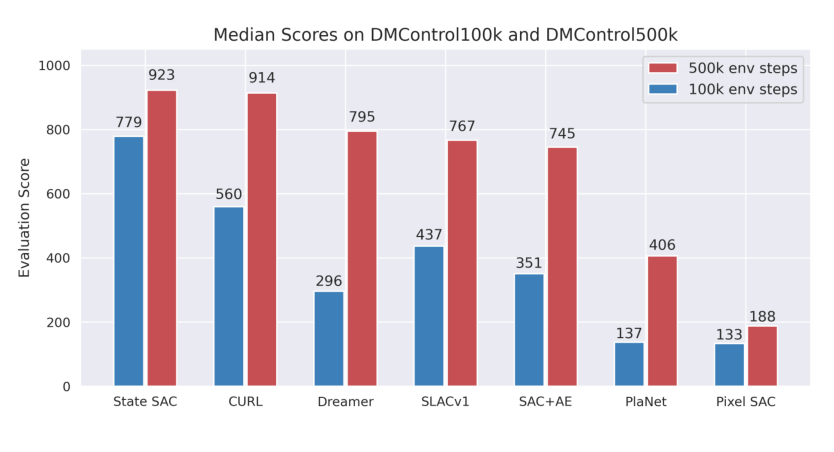 Median Scores on DMControl100k and DMControl500k
500k env steps
100k env steps
Evaluation Score
1000
800
600
400
200
0
779
923
560
914
296
795
437
767
351
745
137
406
133
188
State SAC
CURL
Dreamer
SLACv1
SAC+AE
PlaNet
Pixel SAC